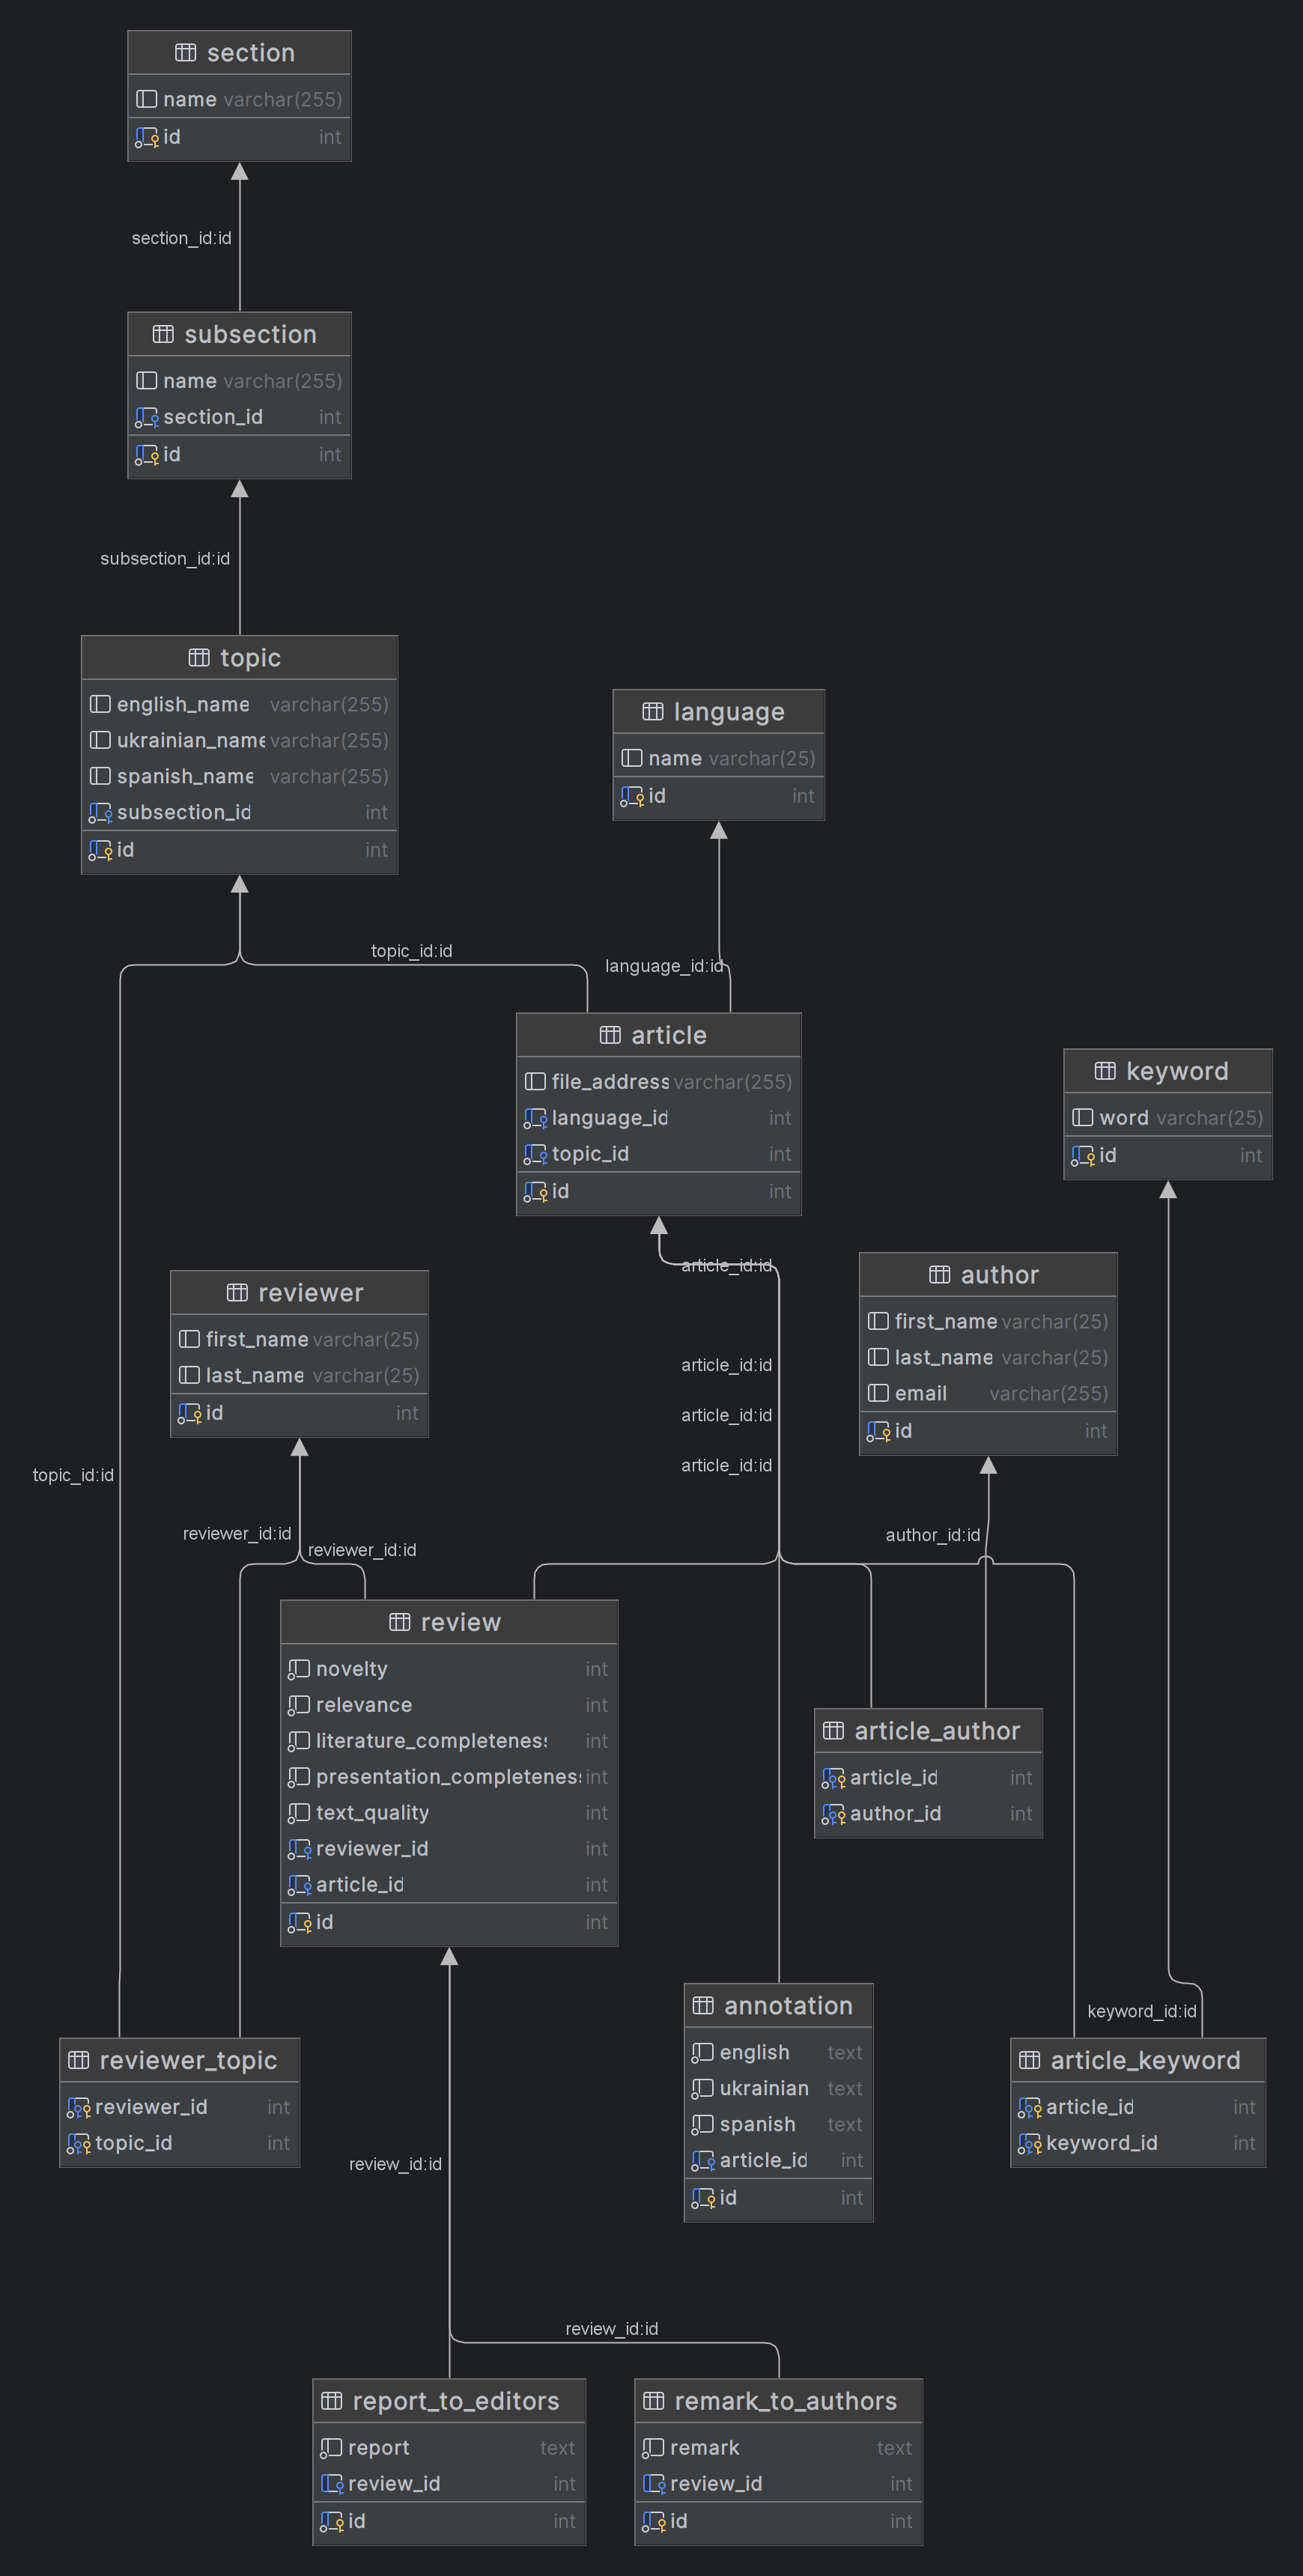 section
name varchar(255)
id int
section_id:id
subsection
name varchar(255)
section_id int
id int
subsection_id:id
topic
english_name varchar(255)
ukrainian_name varchar(255)
spanish_name varchar(255)
subsection_id int
id int
language
name varchar(25)
id int
topic_id:id
language_id:id
article
file_address varchar(255)
language_id int
topic_id int
id int
keyword
word varchar(25)
id int
article_id:id
article_id:id
article_id:id
article_id:id
reviewer
first_name varchar(25)
last_name varchar(25)
id int
author
first_name varchar(25)
last_name varchar(25)
email varchar(255)
id int
topic_id:id
reviewer_id:id
reviewer_id:id
author_id:id
review
novelty int
relevance int
literature_completeness int
presentation_completeness int
text_quality int
reviewer_id int
article_id int
id int
article_author
article_id int
author_id int
keyword_id:id
reviewer_topic
reviewer_id int
topic_id int
annotation
english text
ukrainian text
spanish text
article_id int
id int
article_keyword
article_id int
keyword_id int
review_id:id
review_id:id
report_to_editors
report text
review_id int
id int
remark_to_authors
remark text
review_id int
id int